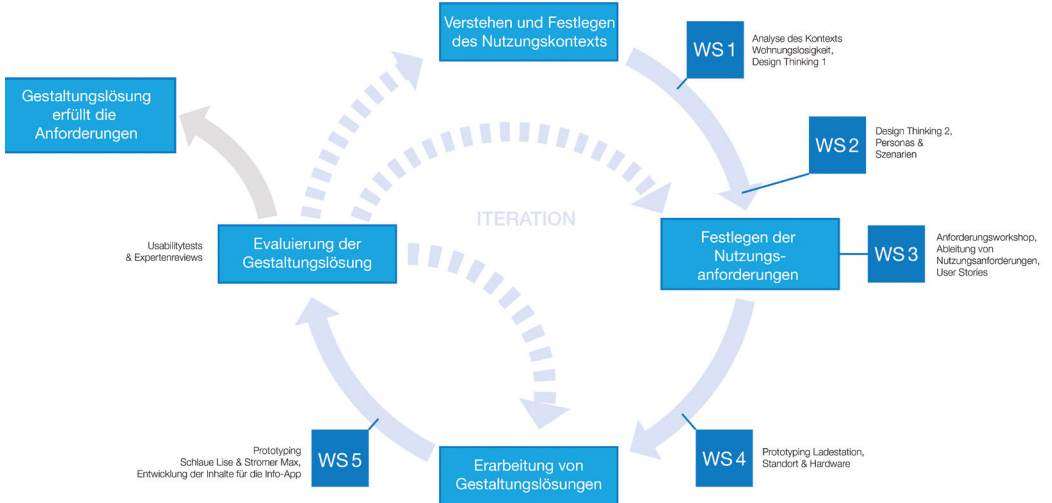 Verstehen und Festlegen
des Nutzungskontexts
WS 1
Analyse des Kontexts
Wohnungslosigkeit,
Design Thinking 1
Gestaltungslösung
erfüllt die
Anforderungen
WS 2
Design Thinking 2,
Personas &
Szenarien
ITERATION
Usabilitytests
& Expertenreviews
Evaluierung der
Gestaltungslösung
Festlegen der
Nutzungs-
anforderungen
WS 3
Anforderungsworkshop,
Ableitung von
Nutzungsanforderungen,
User Stories
Prototyping
Schlaue Lise & Stromer Max,
Entwicklung der Inhalte für die Info-App
WS 5
Erarbeitung von
Gestaltungslösungen
WS 4
Prototyping Ladestation,
Standort & Hardware